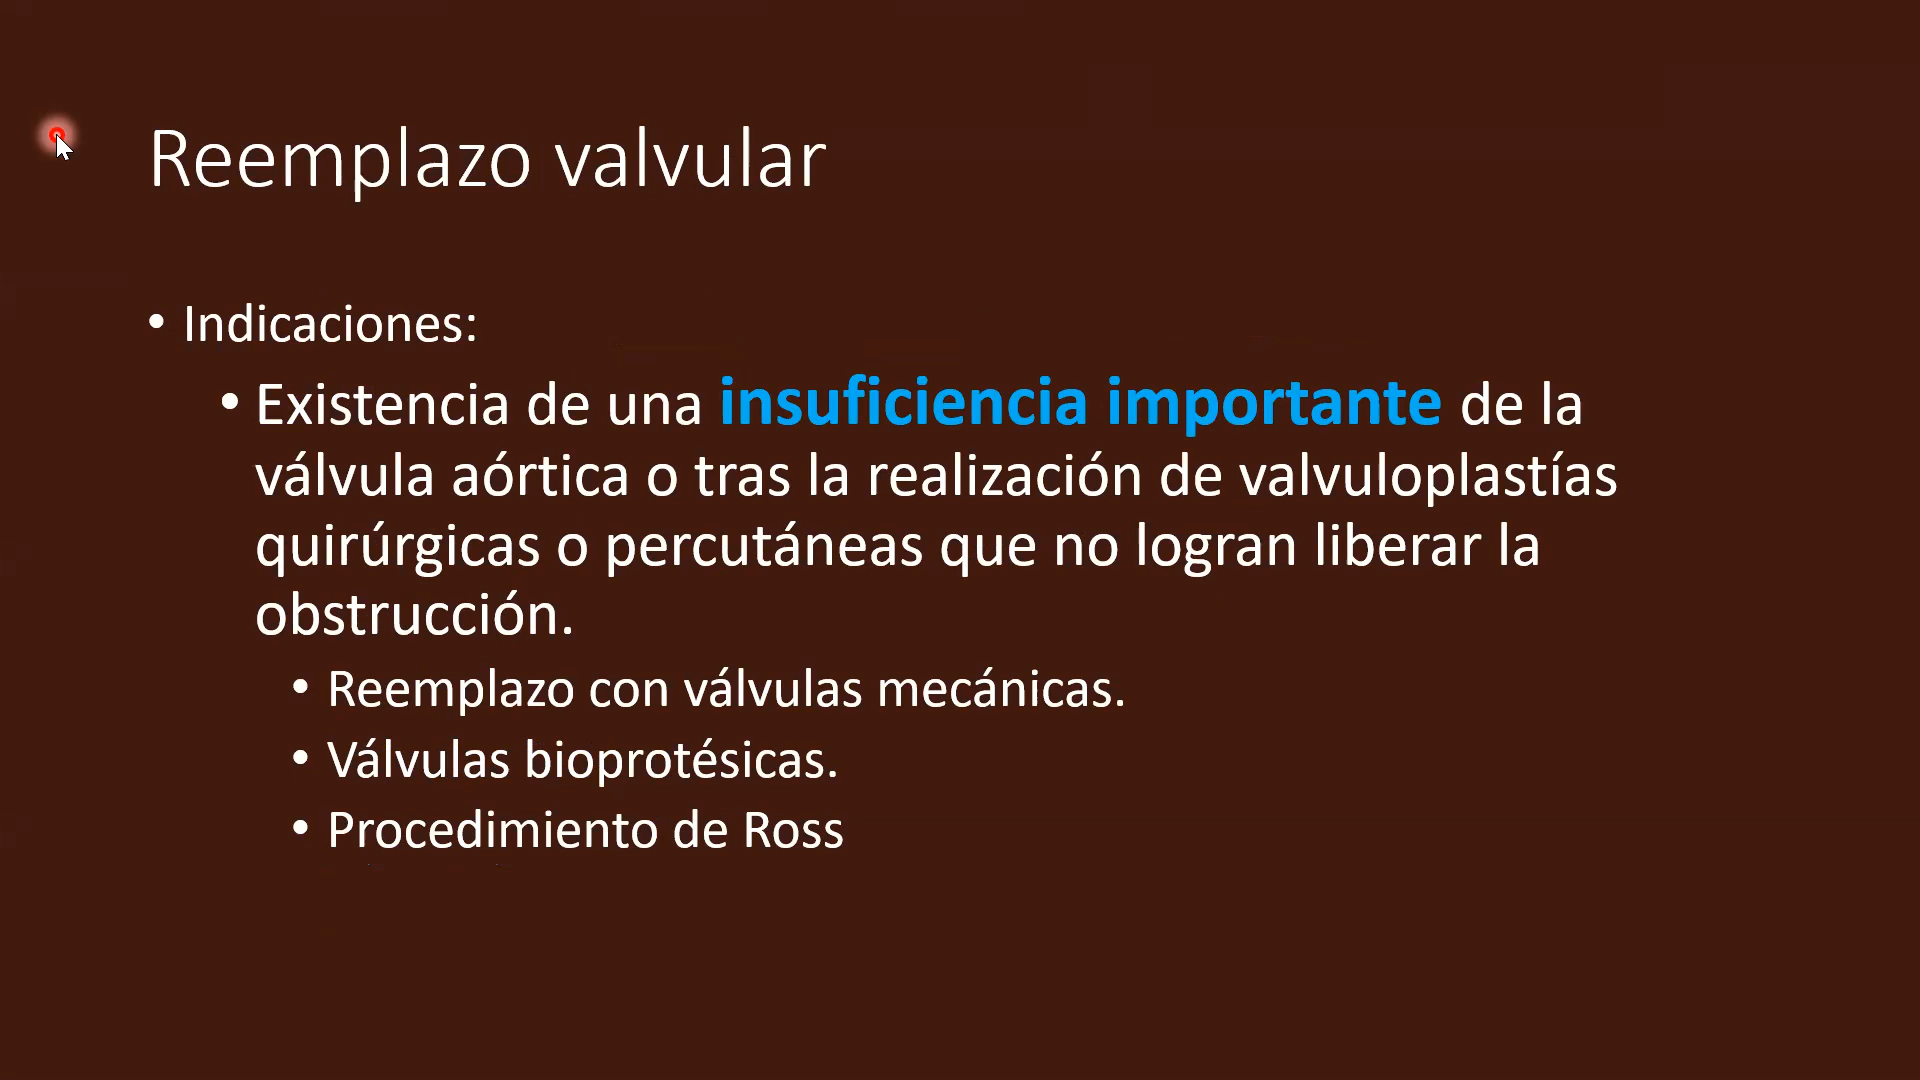 Reemplazo valvular
• Indicaciones:
• Existencia de una insuficiencia importante de la
válvula aórtica o tras la realización de valvuloplastías
quirúrgicas o percutáneas que no logran liberar la
obstrucción.
• Reemplazo con válvulas mecánicas.
• Válvulas bioprotésicas.
• Procedimiento de Ross